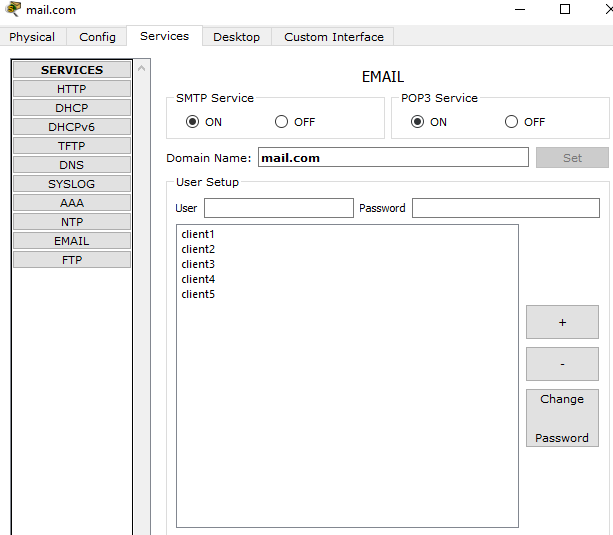 mail.com
Physical Config Services Desktop Custom Interface
SERVICES
HTTP
DHCP
DHCPv6
TFTP
DNS
SYSLOG
AAA
NTP
EMAIL
FTP
EMAIL
SMTP Service
ON OFF
POP3 Service
ON OFF
Domain Name: mail.com Set
User Setup
User Password
client1
client2
client3
client4
client5
+
-
Change
Password